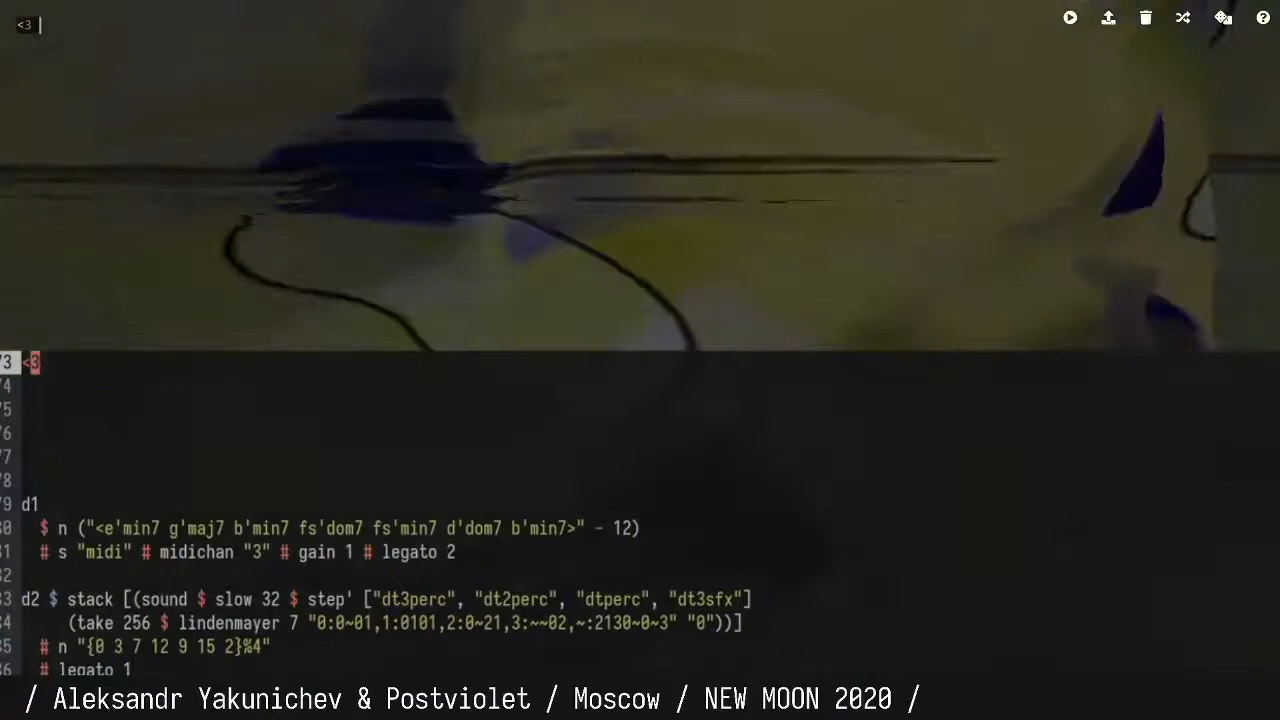 <3
73 <3
74
75
76
77
78
79 d1
80 $ n ("<e'min7 g'maj7 b'min7 fs'dom7 fs'min7 d'dom7 b'min7>" - 12)
81 # s "midi" # midichan "3" # gain 1 # legato 2
82
83 d2 $ stack [(sound $ slow 32 $ step' ["dt3perc", "dt2perc", "dtperc", "dt3sfx"]
84 (take 256 $ lindenmayer 7 "0:0~01,1:0101,2:0~21,3:~~02,~:2130~0~3" "0"))]
85 # n "{0 3 7 12 9 15 2}%4"
86 # legato 1
/ Aleksandr Yakunichev & Postviolet / Moscow / NEW MOON 2020 /